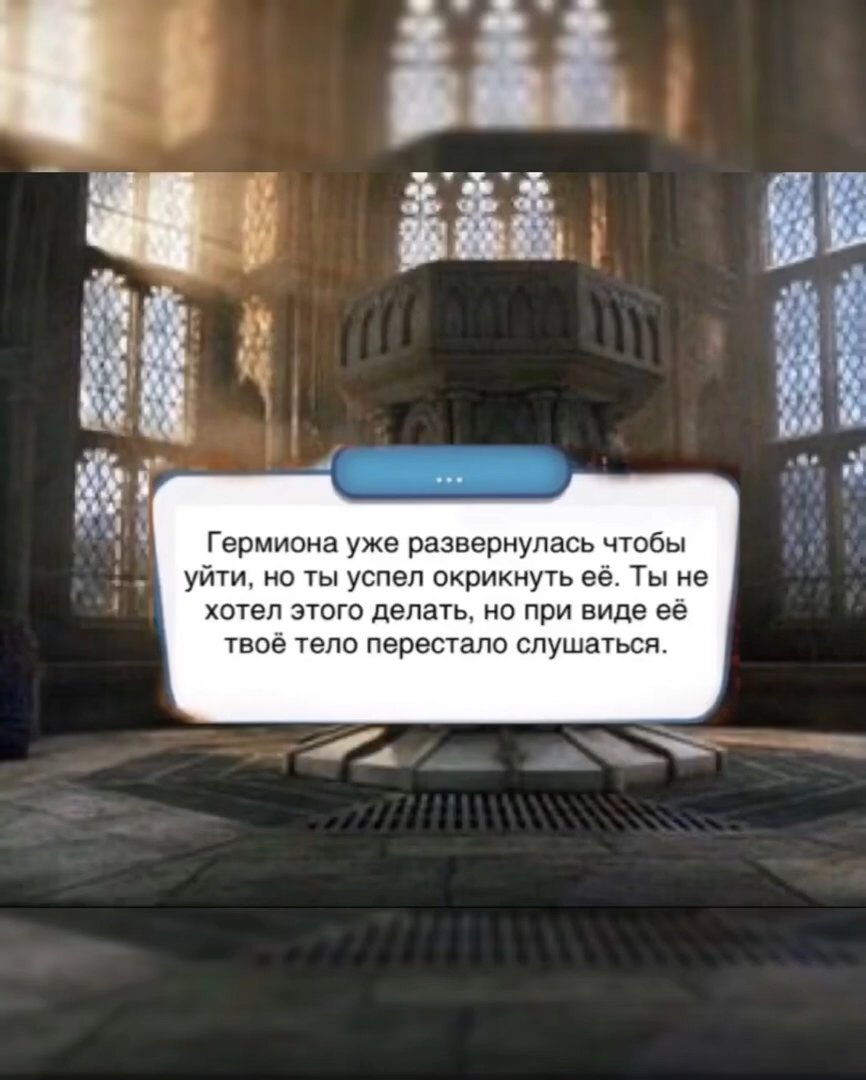 ...
Гермиона уже развернулась чтобы
уйти, но ты успел окрикнуть её. Ты не
хотел этого делать, но при виде её
твоё тело перестало слушаться.